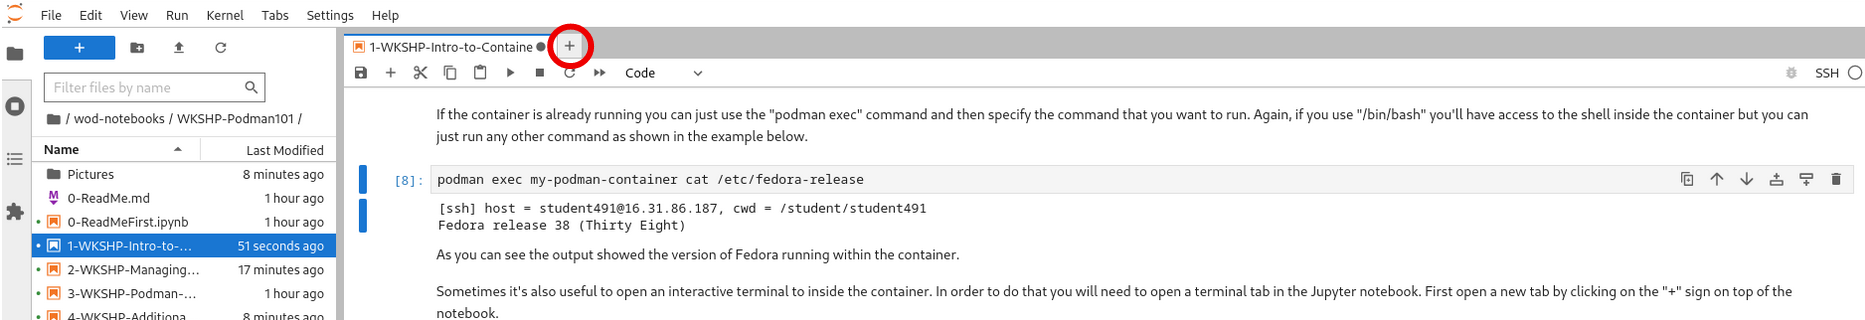 File Edit View Run Kernel Tabs Settings Help
1-WKSHP-Intro-to-Containe
Code
SSH
Filter files by name
/ wod-notebooks / WKSHP-Podman101 /
Name Last Modified
Pictures 8 minutes ago
0-ReadMe.md 1 hour ago
0-ReadMeFirst.ipynb 1 hour ago
1-WKSHP-Intro-to-... 51 seconds ago
2-WKSHP-Managing... 17 minutes ago
3-WKSHP-Podman-... 1 hour ago
4-WKSHP-Additiona 8 minutes ago
If the container is already running you can just use the "podman exec" command and then specify the command that you want to run. Again, if you use "/bin/bash" you'll have access to the shell inside the container but you can
just run any other command as shown in the example below.
[8]: podman exec my-podman-container cat /etc/fedora-release
[ssh] host = student491@16.31.86.187, cwd = /student/student491
Fedora release 38 (Thirty Eight)
As you can see the output showed the version of Fedora running within the container.
Sometimes it's also useful to open an interactive terminal to inside the container. In order to do that you will need to open a terminal tab in the Jupyter notebook. First open a new tab by clicking on the "+" sign on top of the
notebook.